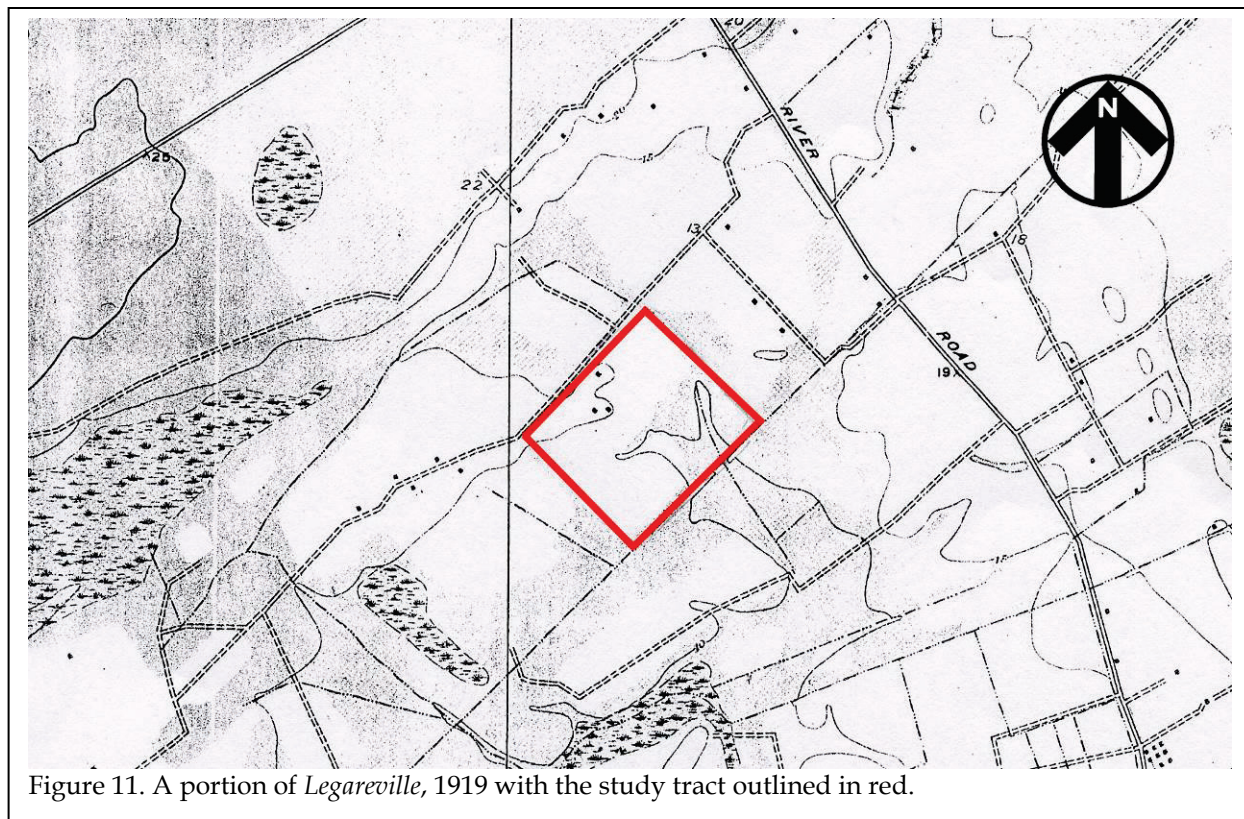 20
N
RIVER
15
25
22
13
18
ROAD
19
Figure 11. A portion of Legareville, 1919 with the study tract outlined in red.